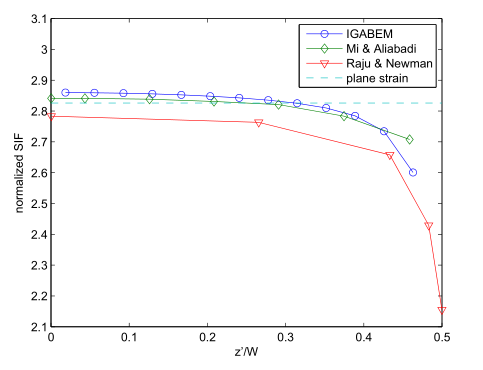 3.1
3
2.9
2.8
2.7
2.6
2.5
2.4
2.3
2.2
2.1
0
0.1
0.2
0.3
0.4
0.5
normalized SIF
z'/W
IGABEM
Mi & Aliabadi
Raju & Newman
plane strain